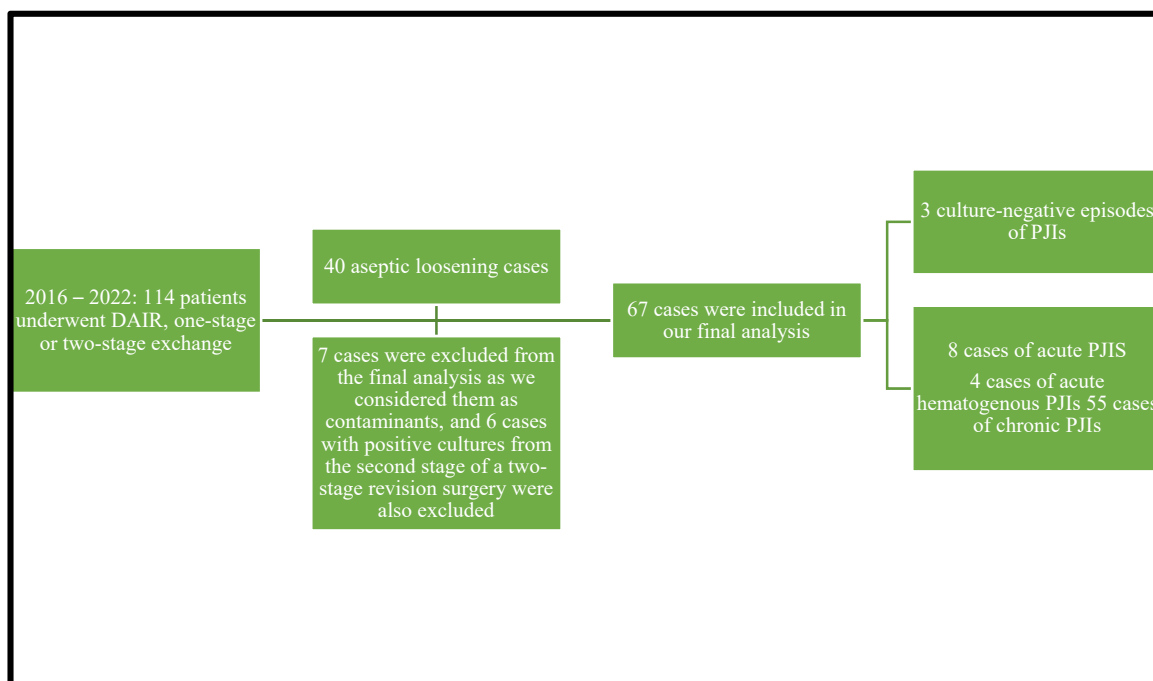 2016 – 2022: 114 patients
underwent DAIR, one-stage
or two-stage exchange
40 aseptic loosening cases
7 cases were excluded from
the final analysis as we
considered them as
contaminants, and 6 cases
with positive cultures from
the second stage of a two-
stage revision surgery were
also excluded
67 cases were included in
our final analysis
3 culture-negative episodes
of PJIs
8 cases of acute PJIS
4 cases of acute
hematogenous PJIs 55 cases
of chronic PJIs